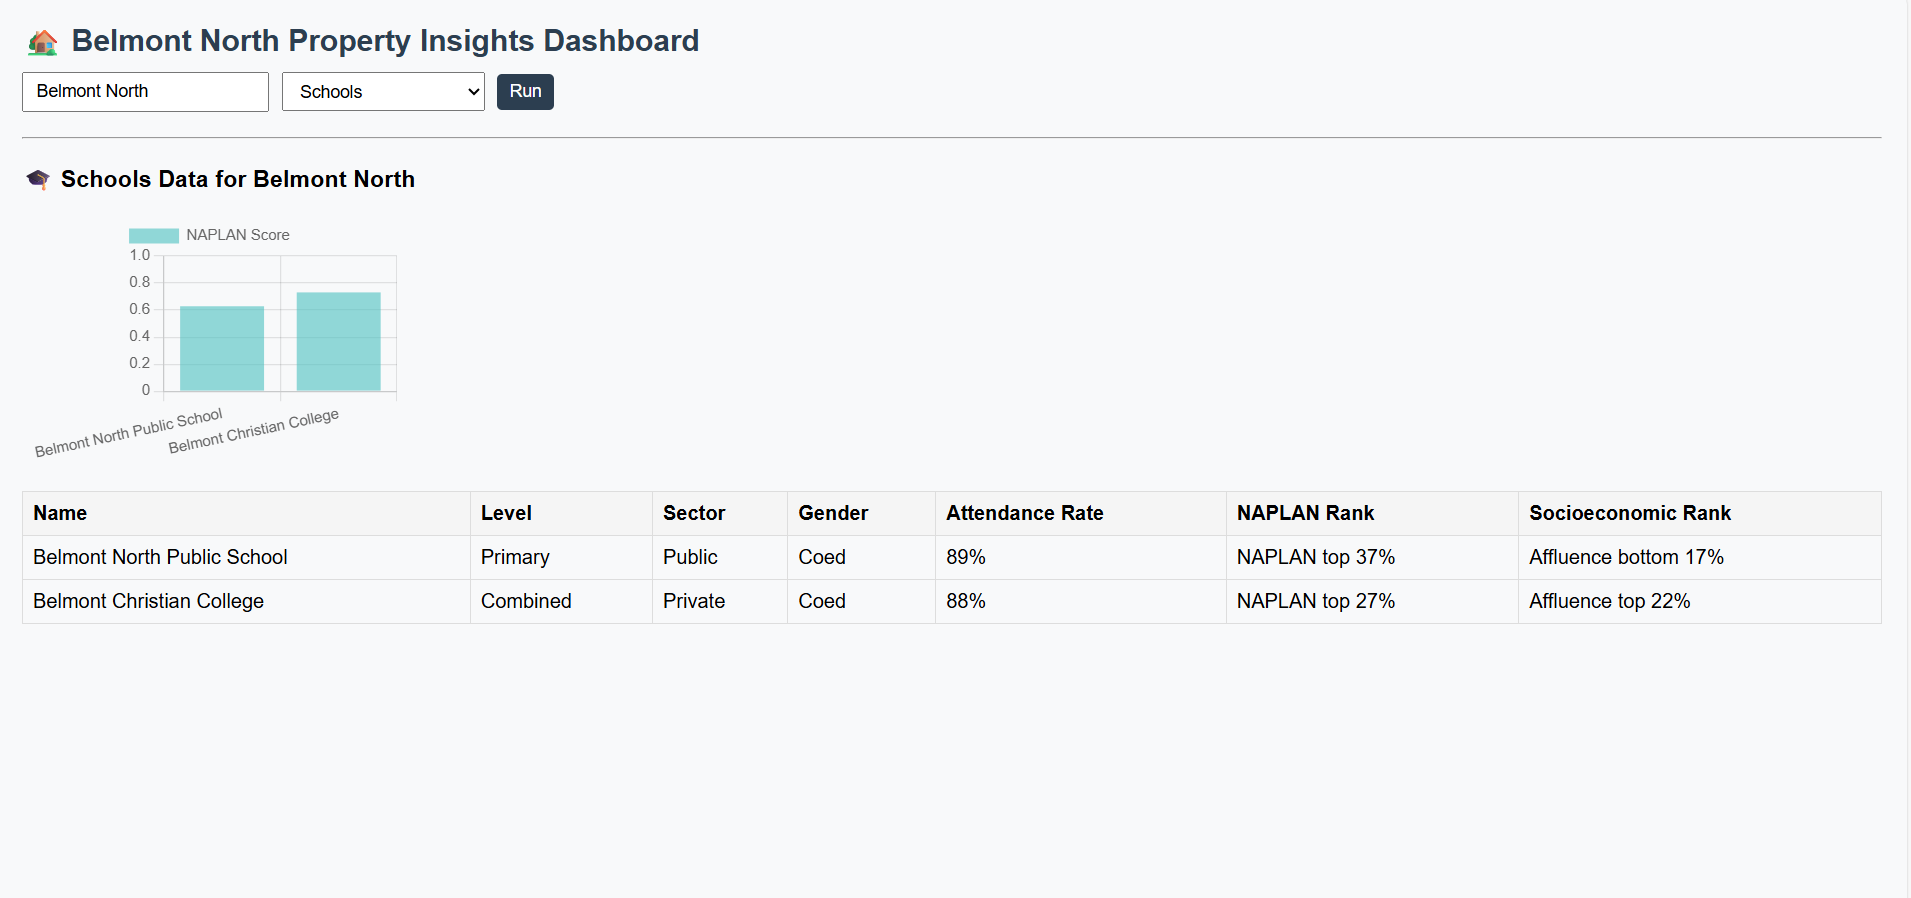 Belmont North Property Insights Dashboard
Belmont North Schools Run
Schools Data for Belmont North
NAPLAN Score
1.0
0.8
0.6
0.4
0.2
0
Belmont North Public School
Belmont Christian College
Name Level Sector Gender Attendance Rate NAPLAN Rank Socioeconomic Rank
Belmont North Public School Primary Public Coed 89% NAPLAN top 37% Affluence bottom 17%
Belmont Christian College Combined Private Coed 88% NAPLAN top 27% Affluence top 22%